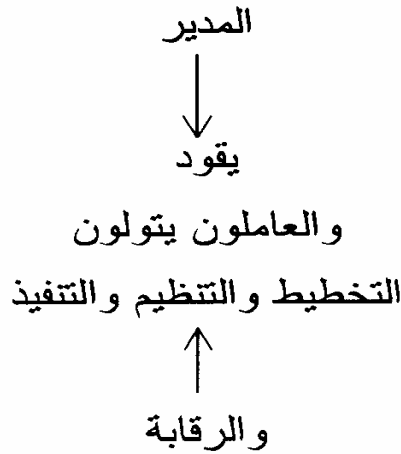 المدير
يقود
والعاملون يتولون
التخطيط والتنظيم والتنفيذ
والرقابة